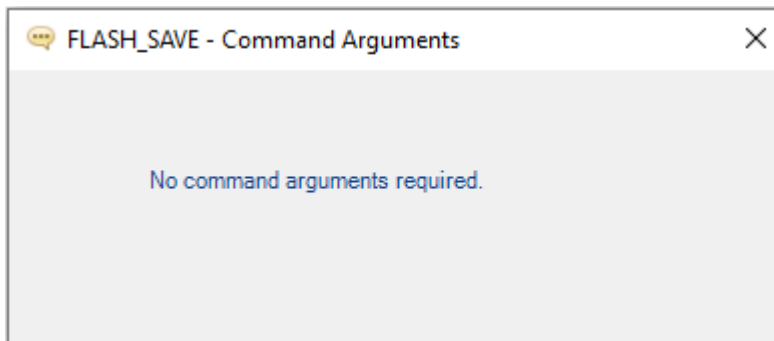 FLASH_SAVE - Command Arguments
No command arguments required.